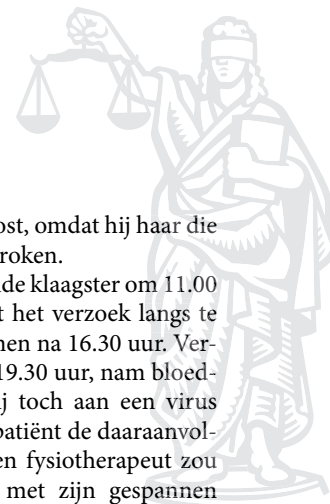 ost, omdat hij haar die
roken.
nde klaagster om 11.00
t het verzoek langs te
nen na 16.30 uur. Ver-
19.30 uur, nam bloed-
ij toch aan een virus
patiënt de daaraanvol-
en fysiotherapeut zou
met zijn gespannen